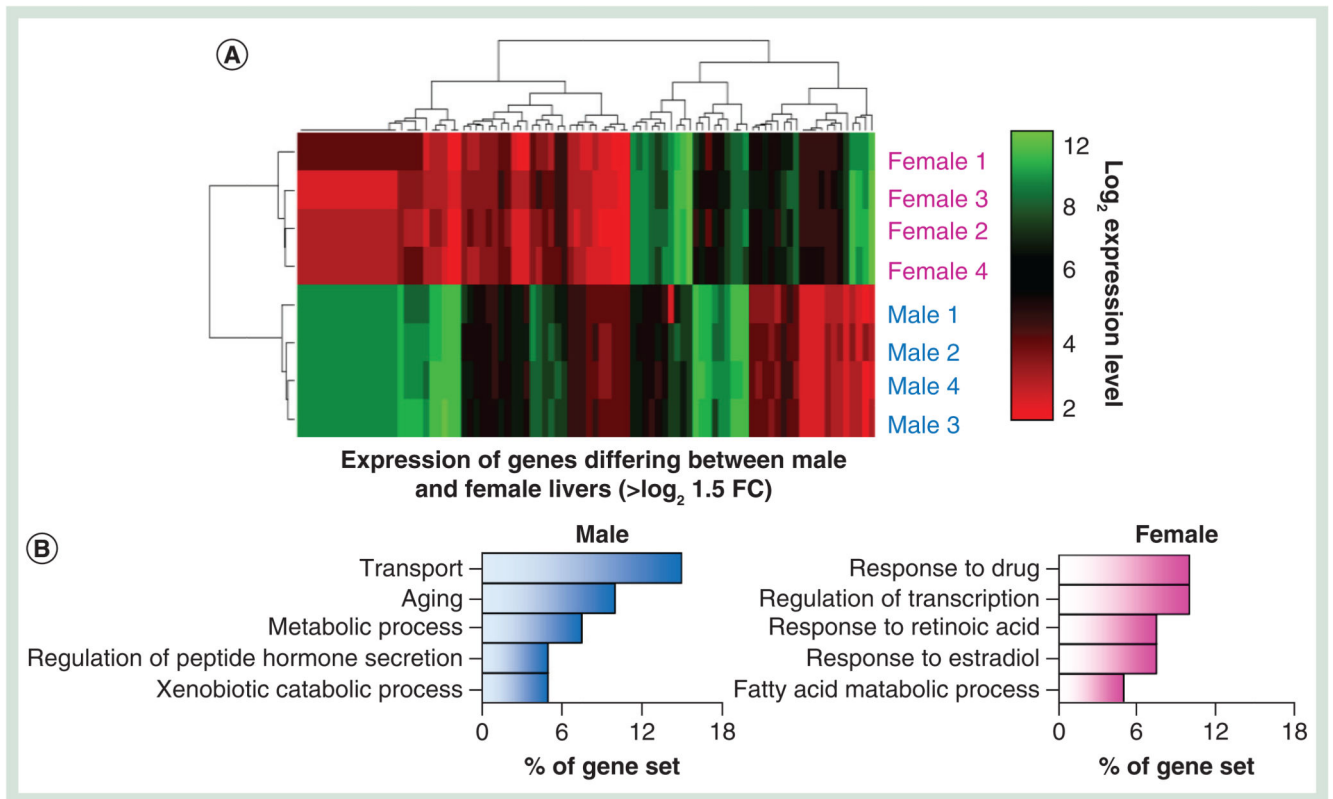 A
Female 1
Female 3
Female 2
Female 4
Male 1
Male 2
Male 4
Male 3
12
8
6
4
2
Log2 expression level
Expression of genes differing between male
and female livers (>log2 1.5 FC)
B
Male
Transport
Aging
Metabolic process
Regulation of peptide hormone secretion
Xenobiotic catabolic process
0 6 12 18
% of gene set
Female
Response to drug
Regulation of transcription
Response to retinoic acid
Response to estradiol
Fatty acid matabolic process
0 6 12 18
% of gene set